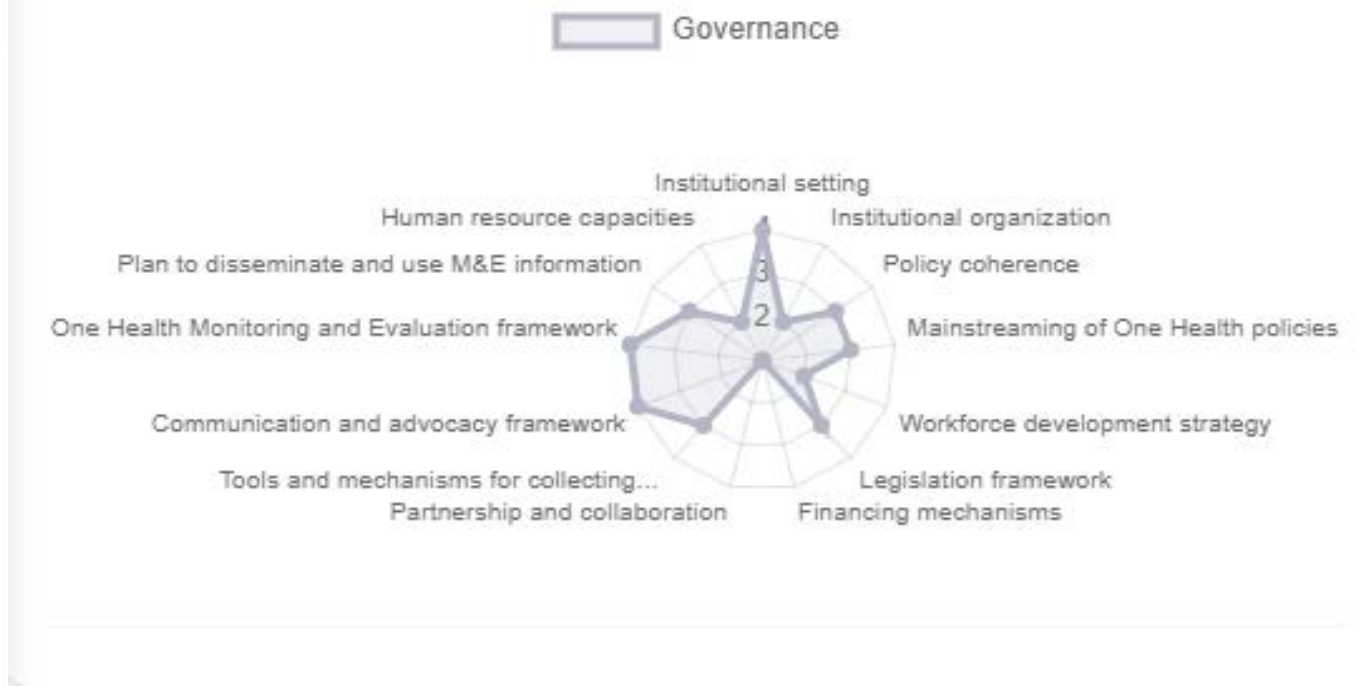 Governance
Institutional setting
Human resource capacities
Institutional organization
Plan to disseminate and use M&E information
Policy coherence
3
2
One Health Monitoring and Evaluation framework
Mainstreaming of One Health policies
Communication and advocacy framework
Workforce development strategy
Tools and mechanisms for collecting...
Legislation framework
Partnership and collaboration
Financing mechanisms